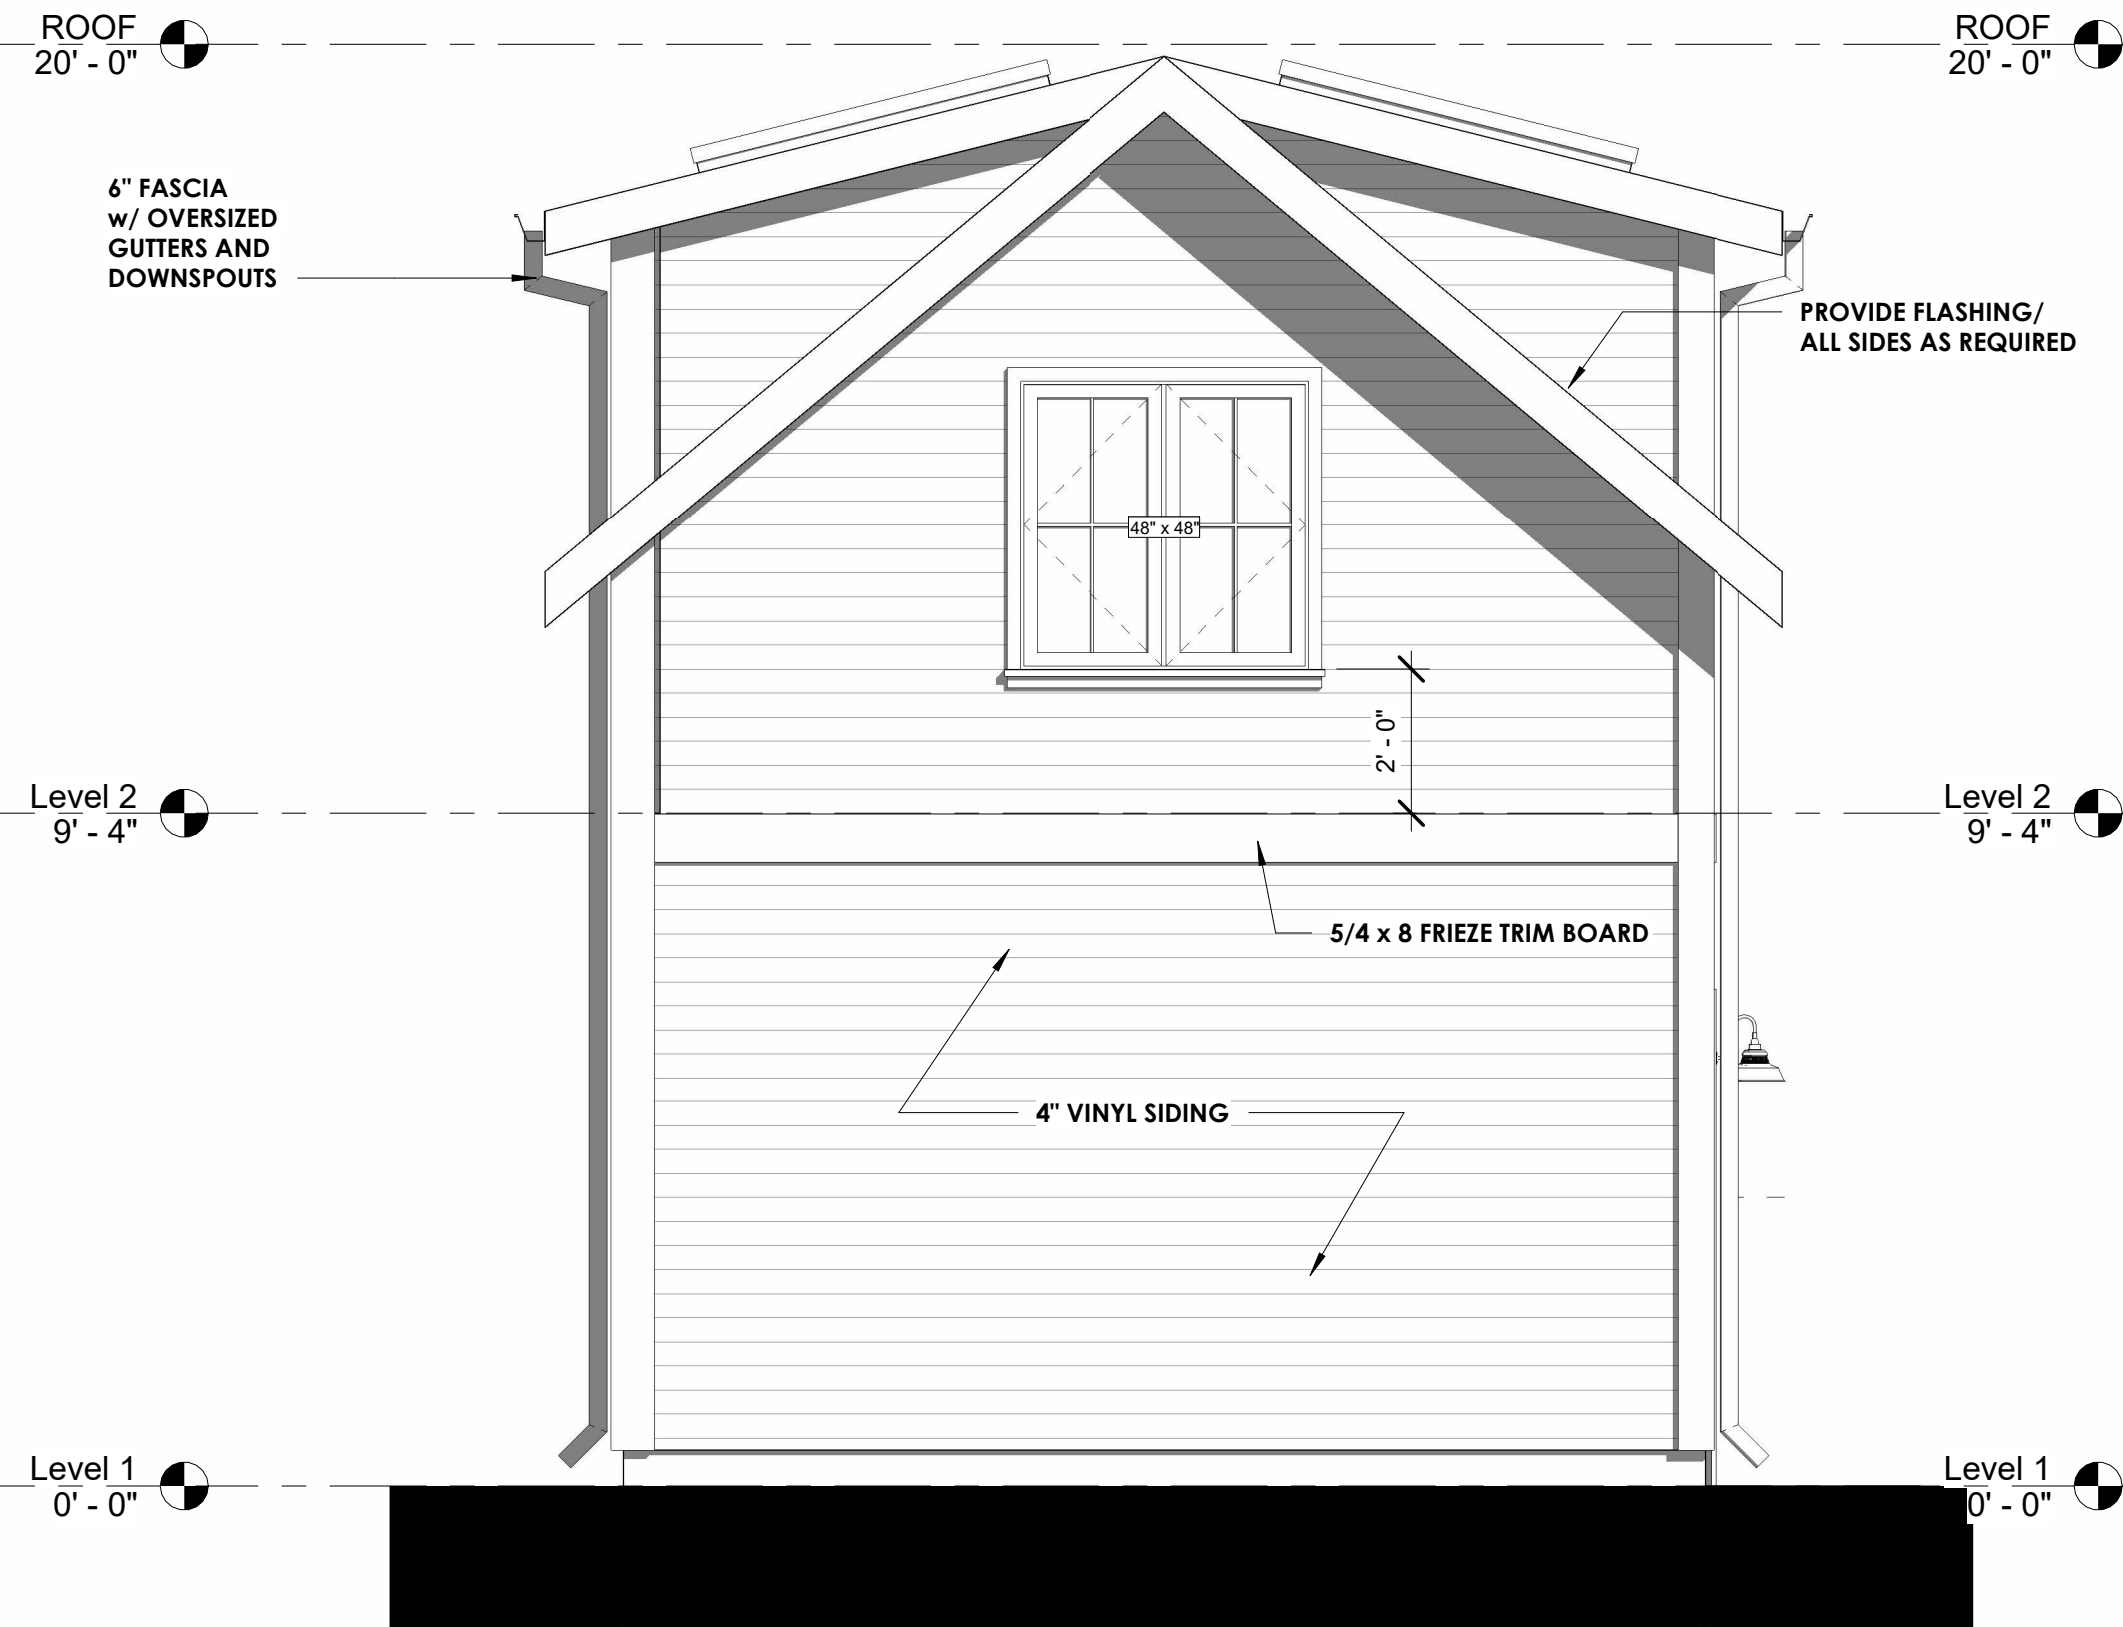 ROOF
20' - 0"
ROOF
20' - 0"
6" FASCIA
w/ OVERSIZED
GUTTERS AND
DOWNSPOUTS
PROVIDE FLASHING/
ALL SIDES AS REQUIRED
48" x 48"
2' - 0"
Level 2
9' - 4"
Level 2
9' - 4"
5/4 x 8 FRIEZE TRIM BOARD
4" VINYL SIDING
Level 1
0' - 0"
Level 1
0' - 0"